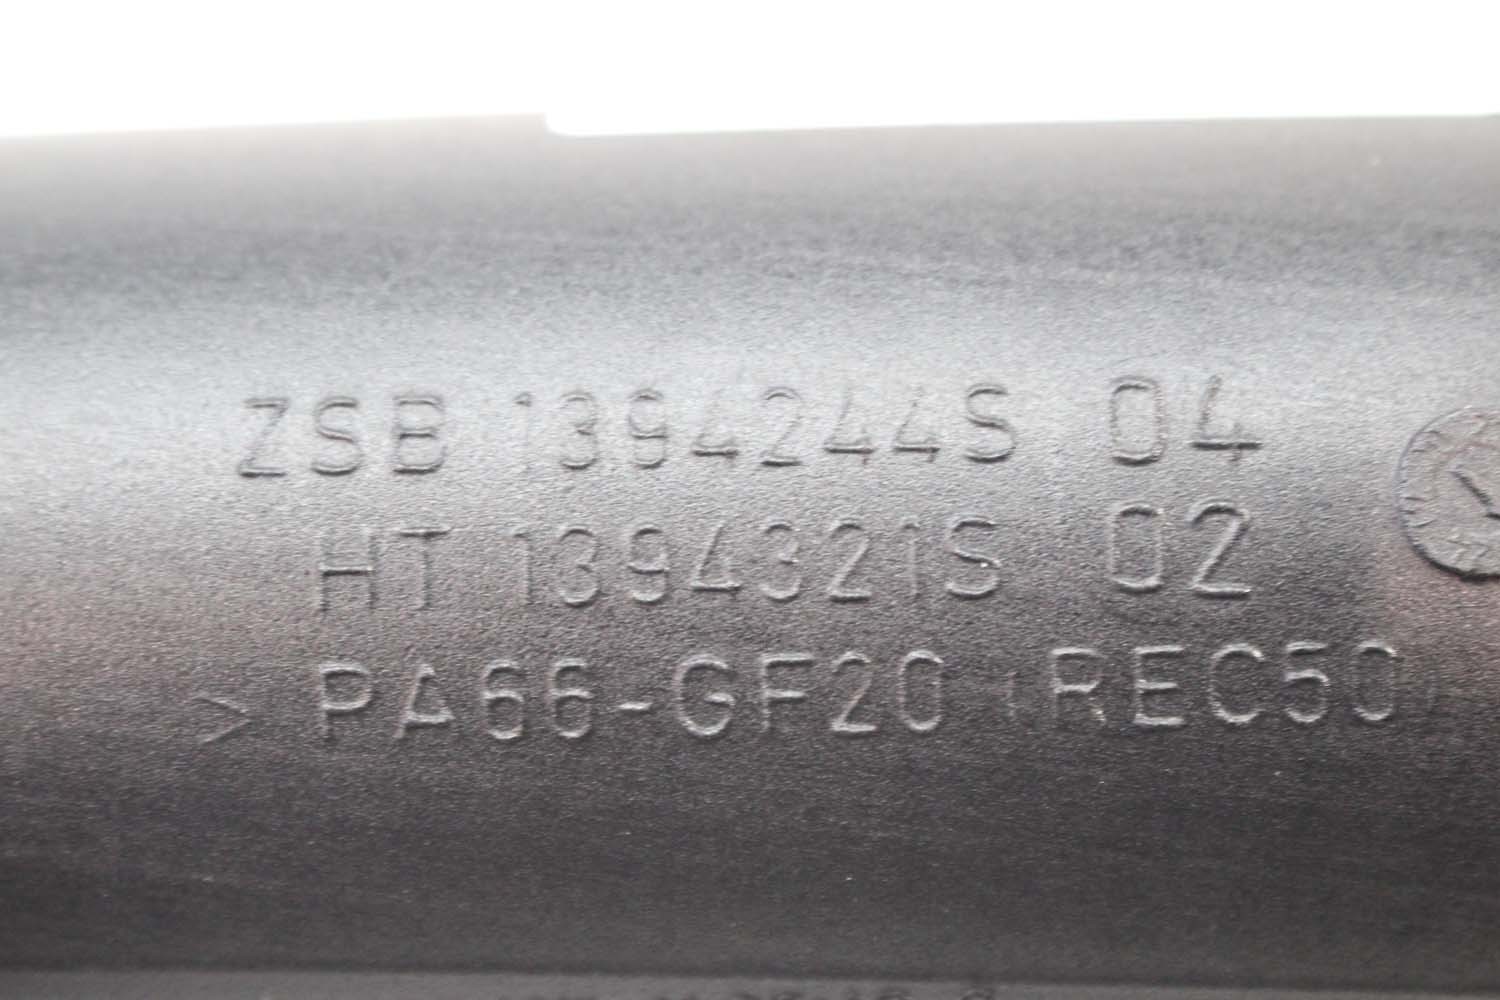 ZSB 1394244S 04
HT 1394321S 02
> PA66-GF20 (REC50)